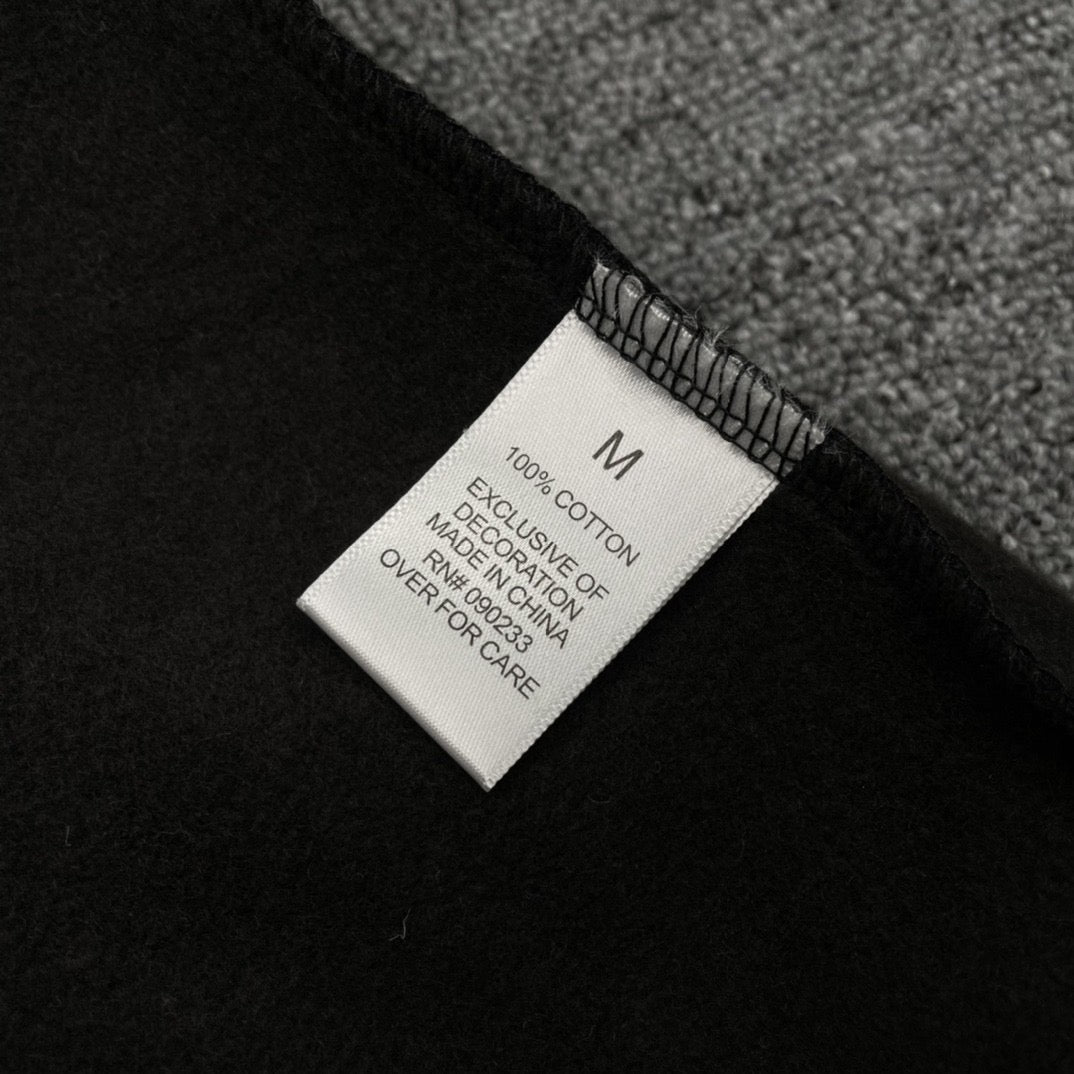 M
100% COTTON
EXCLUSIVE OF
DECORATION
MADE IN CHINA
RN# 090233
OVER FOR CARE